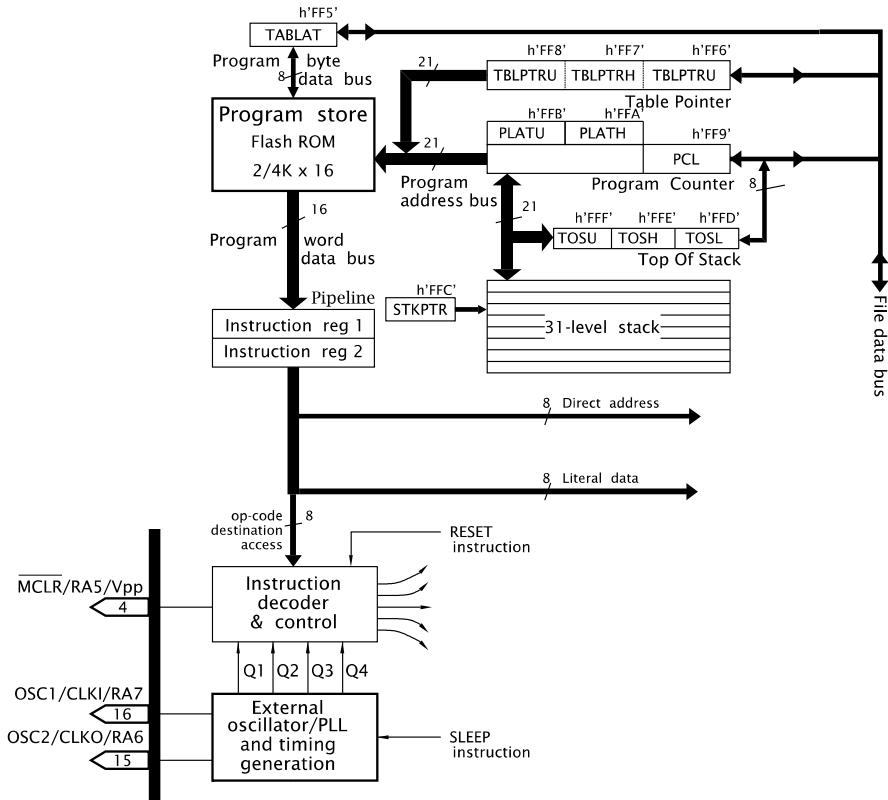 h'FF5'
TABLAT
Program byte
8 data bus
Program store
Flash ROM
2/4K x 16
21
h'FF8' h'FF7' h'FF6'
TBLPTRU TBLPTRH TBLPTRU
Table Pointer
h'FFB' h'FFA'
PLATU PLATH
h'FF9'
PCL
Program Counter
21
Program
address bus
8
21
h'FFF' h'FFE' h'FFD'
TOSU TOSH TOSL
Top Of Stack
16
Program word
data bus
Pipeline
Instruction reg 1
Instruction reg 2
h'FFC'
STKPTR
31-level stack
File data bus
8 Direct address
8 Literal data
op-code
destination
access
8
RESET
instruction
MCLR/RA5/Vpp
4
Instruction
decoder
& control
Q1 Q2 Q3 Q4
OSC1/CLKI/RA7
16
OSC2/CLKO/RA6
15
External
oscillator/PLL
and timing
generation
SLEEP
instruction